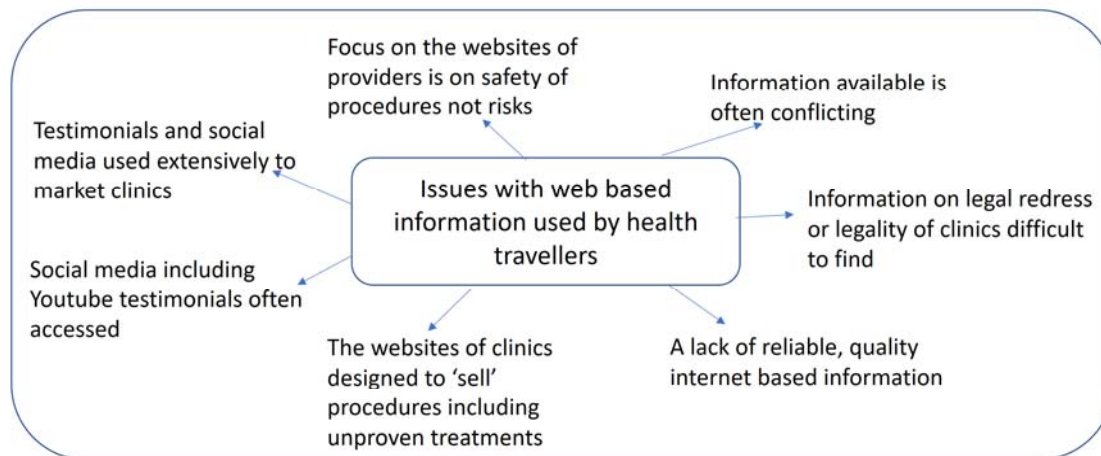 Focus on the websites of
providers is on safety of
procedures not risks
Information available is
often conflicting
Testimonials and social
media used extensively to
market clinics
Issues with web based
information used by health
travellers
Information on legal redress
or legality of clinics difficult
to find
Social media including
Youtube testimonials often
accessed
The websites of clinics
designed to ‘sell’
procedures including
unproven treatments
A lack of reliable, quality
internet based information